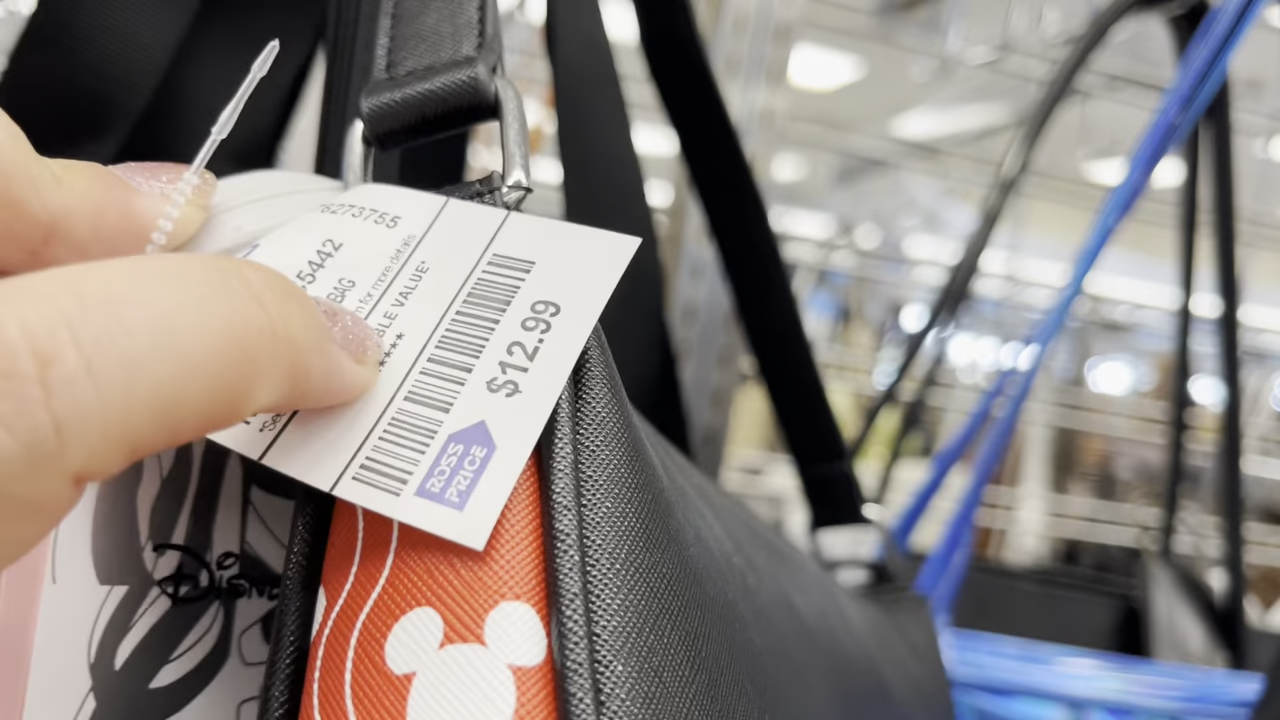 6273755
5442
BAG
for more details
BLE VALUE*
****
$12.99
ROSS
PRICE
Disney